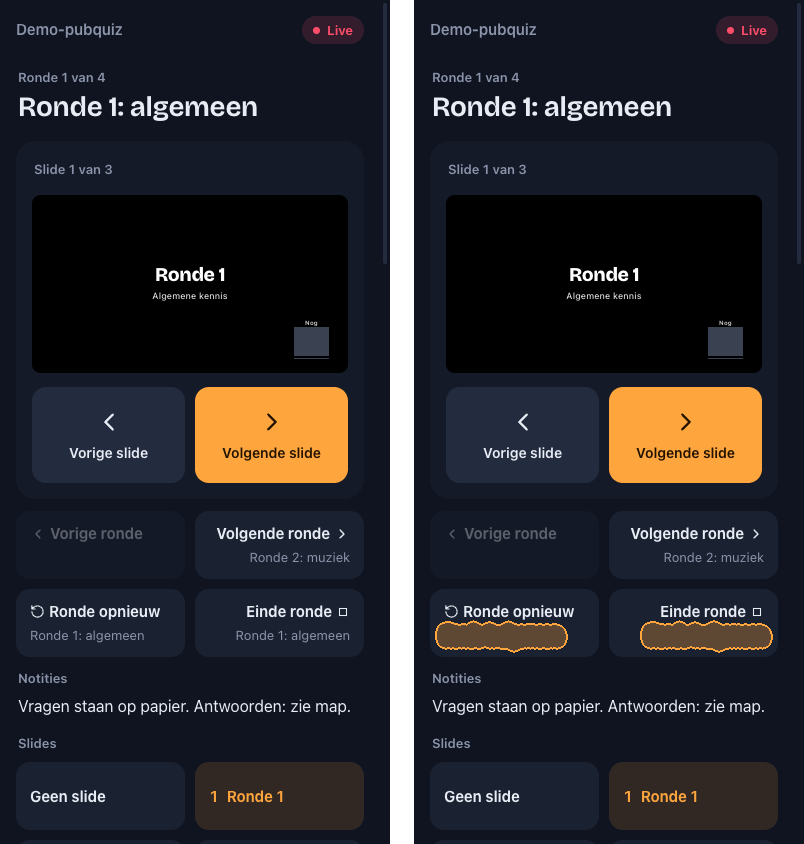 Demo-pubquiz
Live
Ronde 1 van 4
Ronde 1: algemeen
Slide 1 van 3
Ronde 1
Algemene kennis
Nog
Vorige slide
Volgende slide
Vorige ronde
Volgende ronde
Ronde 2: muziek
Ronde opnieuw
Ronde 1: algemeen
Einde ronde
Ronde 1: algemeen
Notities
Vragen staan op papier. Antwoorden: zie map.
Slides
Geen slide
1 Ronde 1
Demo-pubquiz
Live
Ronde 1 van 4
Ronde 1: algemeen
Slide 1 van 3
Ronde 1
Algemene kennis
Nog
Vorige slide
Volgende slide
Vorige ronde
Volgende ronde
Ronde 2: muziek
Ronde opnieuw
Einde ronde
Notities
Vragen staan op papier. Antwoorden: zie map.
Slides
Geen slide
1 Ronde 1